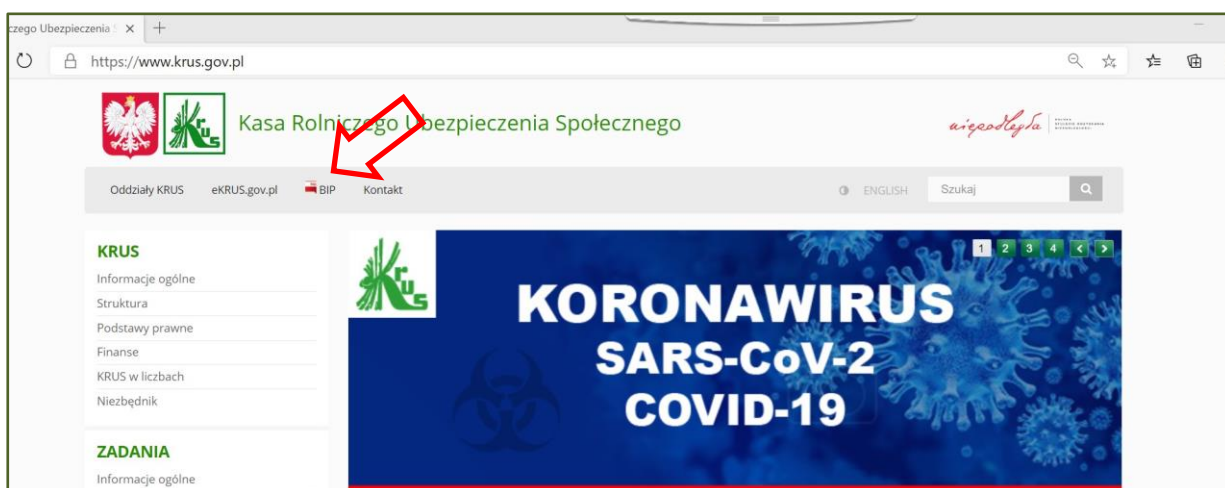 czego Ubezpieczenia S
https://www.krus.gov.pl
Krus
Kasa Rolniczego Ubezpieczenia Społecznego
niepodległa
Oddziały KRUS eKRUS.gov.pl BIP Kontakt
ENGLISH Szukaj
KRUS
Informacje ogólne
Struktura
Podstawy prawne
Finanse
KRUS w liczbach
Niezbędnik
ZADANIA
Informacje ogólne
Krus
1 2 3 4 < >
KORONAWIRUS
SARS-CoV-2
COVID-19